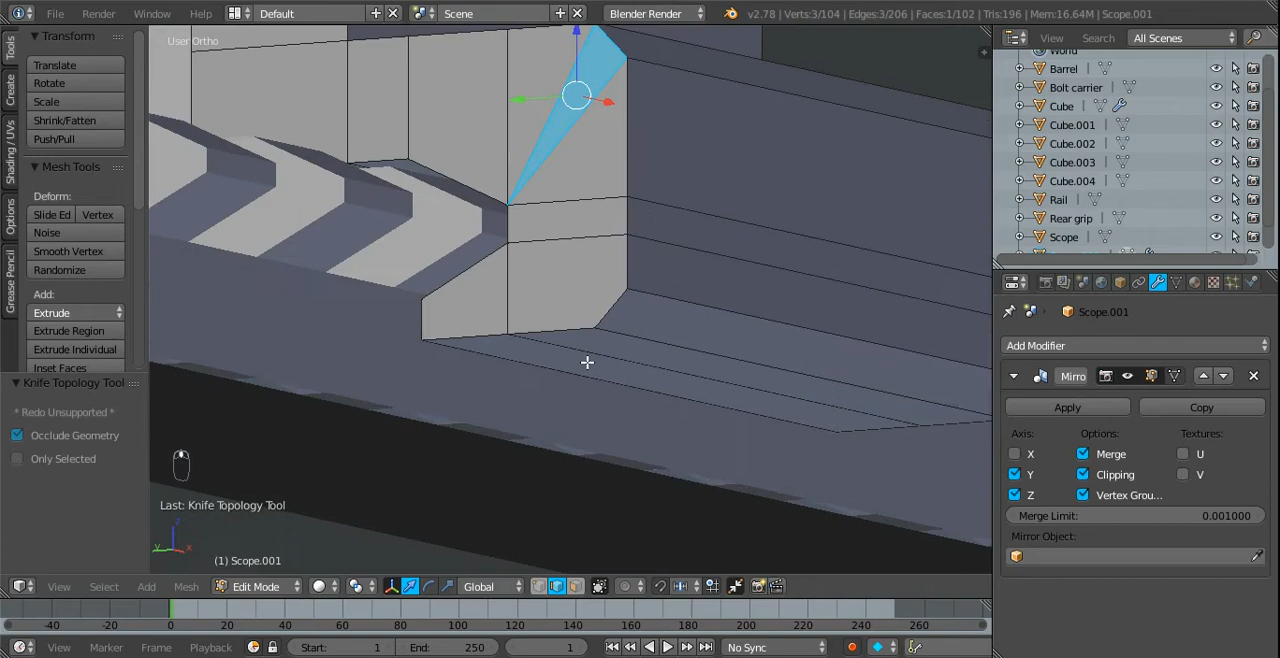 File Render Window Help Default Scene Blender Render v2.78 | Verts:3/104 | Edges:3/206 | Faces:1/102 | Tris:196 | Mem:16.64M | Scope.001
Tools
Create
Shading / UVs
Options
Grease Pencil
Transform
Translate
Rotate
Scale
Shrink/Fatten
Push/Pull
Mesh Tools
Deform:
Slide Ed Vertex
Noise
Smooth Vertex
Randomize
Add:
Extrude
Extrude Region
Extrude Individual
Inset Faces
Knife Topology Tool
* Redo Unsupported *
Occlude Geometry
Only Selected
User Ortho
Last: Knife Topology Tool
z
y x
(1) Scope.001
View Search All Scenes
World
Barrel
Bolt carrier
Cube
Cube.001
Cube.002
Cube.003
Cube.004
Rail
Rear grip
Scope
Scope.001
Add Modifier
Mirro
Apply Copy
Axis: Options: Textures:
X Merge U
Y Clipping V
Z Vertex Grou...
Merge Limit: 0.001000
Mirror Object:
View Select Add Mesh Edit Mode Global
-40 -20 0 20 40 60 80 100 120 140 160 180 200 220 240 260
View Marker Frame Playback Start: 1 End: 250 1 No Sync